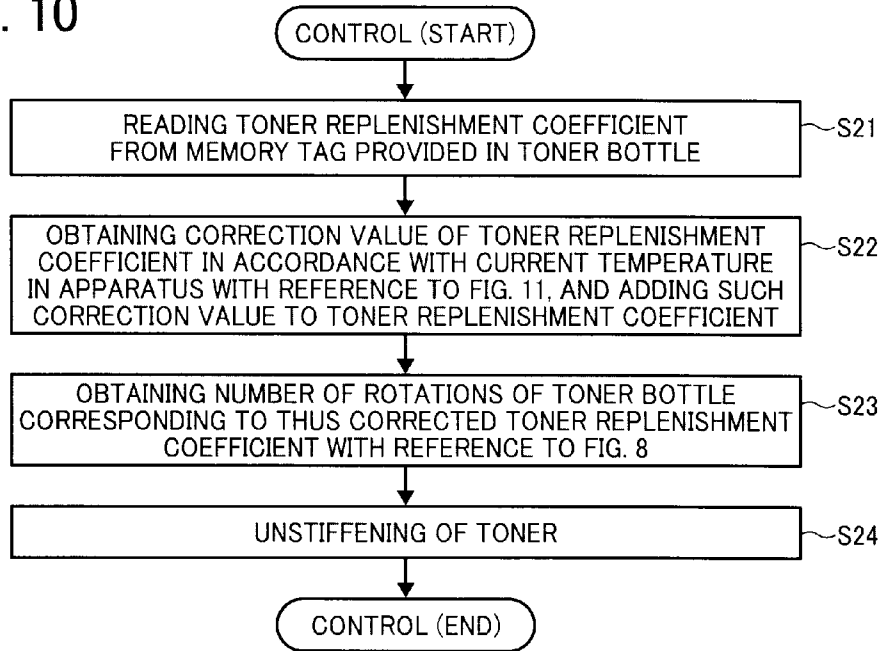 . 10
CONTROL (START)
READING TONER REPLENISHMENT COEFFICIENT
FROM MEMORY TAG PROVIDED IN TONER BOTTLE
S21
OBTAINING CORRECTION VALUE OF TONER REPLENISHMENT
COEFFICIENT IN ACCORDANCE WITH CURRENT TEMPERATURE
IN APPARATUS WITH REFERENCE TO FIG. 11, AND ADDING SUCH
CORRECTION VALUE TO TONER REPLENISHMENT COEFFICIENT
S22
OBTAINING NUMBER OF ROTATIONS OF TONER BOTTLE
CORRESPONDING TO THUS CORRECTED TONER REPLENISHMENT
COEFFICIENT WITH REFERENCE TO FIG. 8
S23
UNSTIFFENING OF TONER
S24
CONTROL (END)